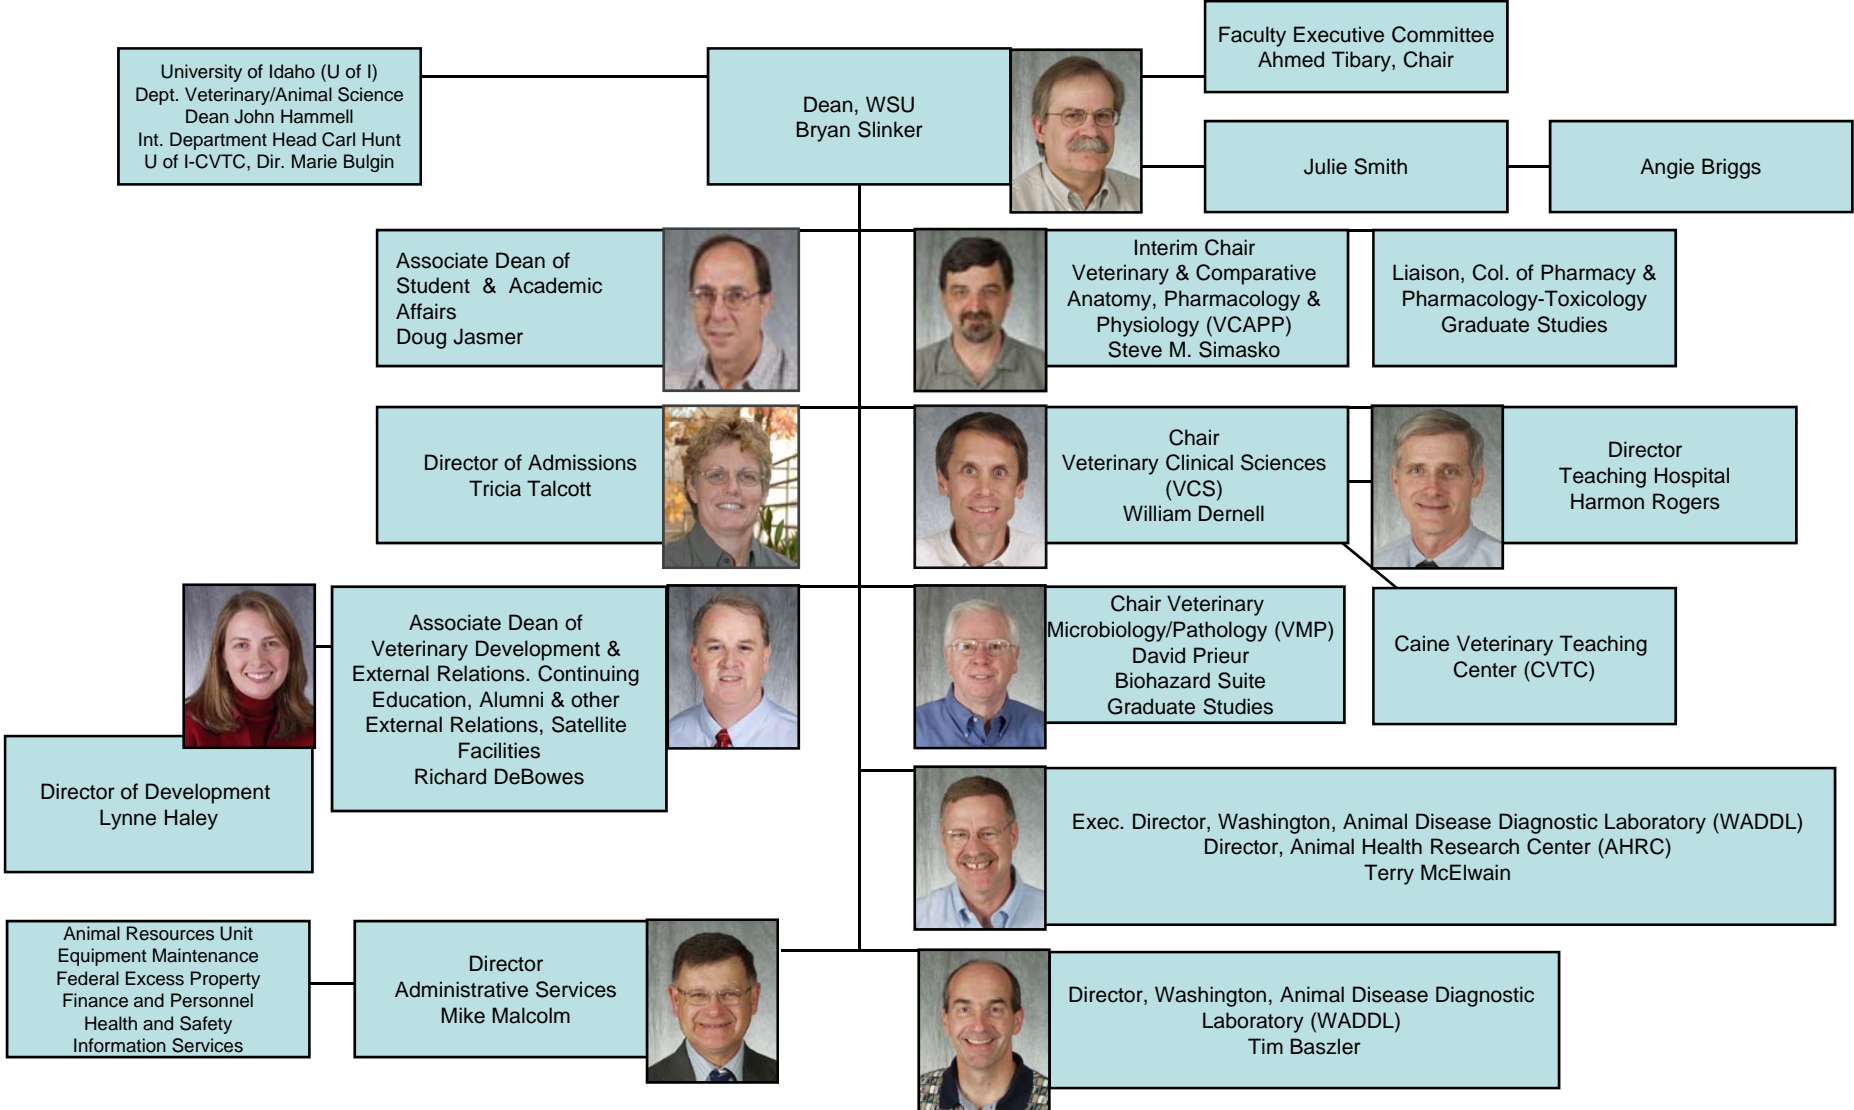 Faculty Executive Committee
Ahmed Tibary, Chair
University of Idaho (U of I)
Dept. Veterinary/Animal Science
Dean John Hammell
Int. Department Head Carl Hunt
U of I-CVTC, Dir. Marie Bulgin
Dean, WSU
Bryan Slinker
Julie Smith
Angie Briggs
Associate Dean of
Student & Academic
Affairs
Doug Jasmer
Interim Chair
Veterinary & Comparative
Anatomy, Pharmacology &
Physiology (VCAPP)
Steve M. Simasko
Liaison, Col. of Pharmacy &
Pharmacology-Toxicology
Graduate Studies
Director of Admissions
Tricia Talcott
Chair
Veterinary Clinical Sciences
(VCS)
William Dernell
Director
Teaching Hospital
Harmon Rogers
Associate Dean of
Veterinary Development &
External Relations. Continuing
Education, Alumni & other
External Relations, Satellite
Facilities
Richard DeBowes
Chair Veterinary
Microbiology/Pathology (VMP)
David Prieur
Biohazard Suite
Graduate Studies
Caine Veterinary Teaching
Center (CVTC)
Director of Development
Lynne Haley
Exec. Director, Washington, Animal Disease Diagnostic Laboratory (WADDL)
Director, Animal Health Research Center (AHRC)
Terry McElwain
Animal Resources Unit
Equipment Maintenance
Federal Excess Property
Finance and Personnel
Health and Safety
Information Services
Director
Administrative Services
Mike Malcolm
Director, Washington, Animal Disease Diagnostic
Laboratory (WADDL)
Tim Baszler